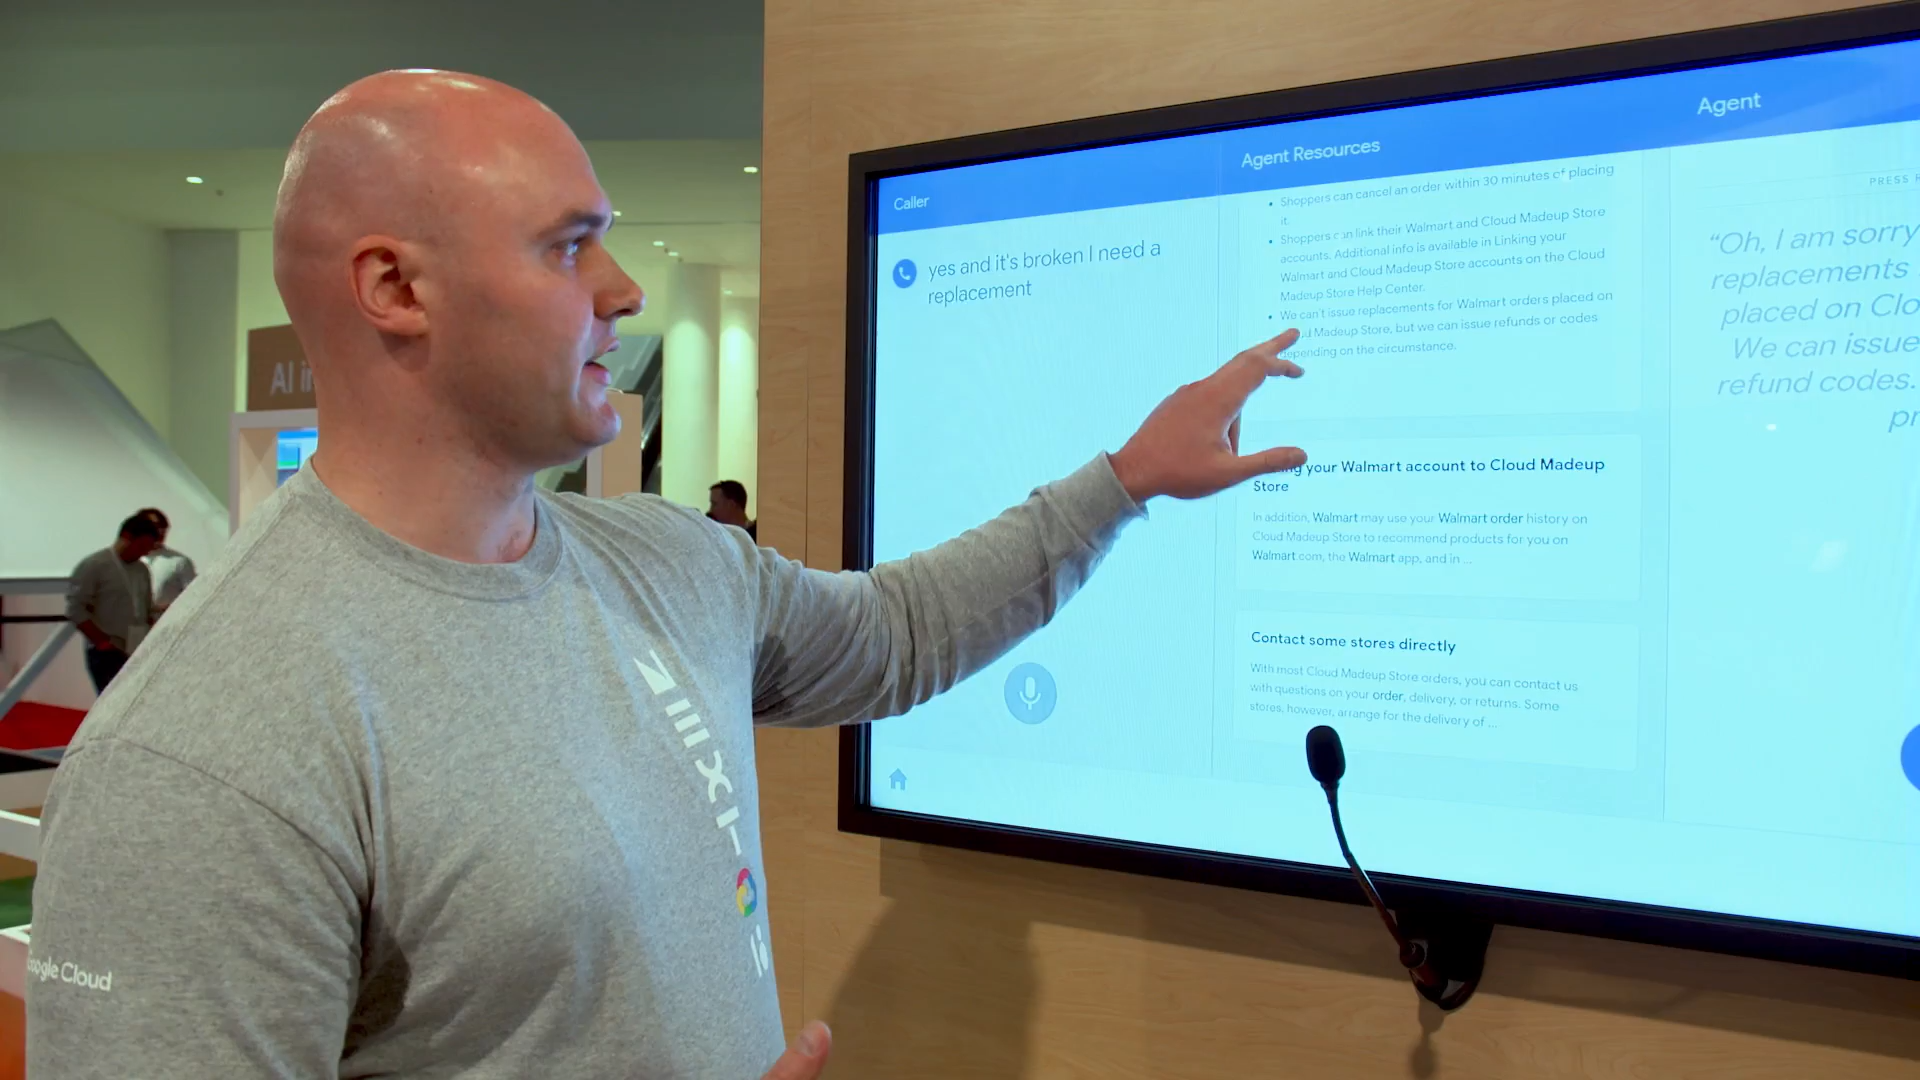 Caller
yes and it's broken I need a
replacement
Agent Resources
Shoppers can cancel an order within 30 minutes of placing
it.
Shoppers can link their Walmart and Cloud Madeup Store
accounts. Additional info is available in Linking your
Walmart and Cloud Madeup Store accounts on the Cloud
Madeup Store Help Center.
We can't issue replacements for Walmart orders placed on
Madeup Store, but we can issue refunds or codes
depending on the circumstance.
your Walmart account to Cloud Madeup
Store
In addition, Walmart may use your Walmart order history on
Cloud Madeup Store to recommend products for you on
Walmart com, the Walmart app, and in ...
Contact some stores directly
With most Cloud Madeup Store orders, you can contact us
with questions on your order, delivery, or returns. Some
stores, however, arrange for the delivery of ...
Agent
PRESS
"Oh, I am sorry
replacements
placed on Clo
We can issue
refund codes.
pr
AI
NEXT
Google Cloud